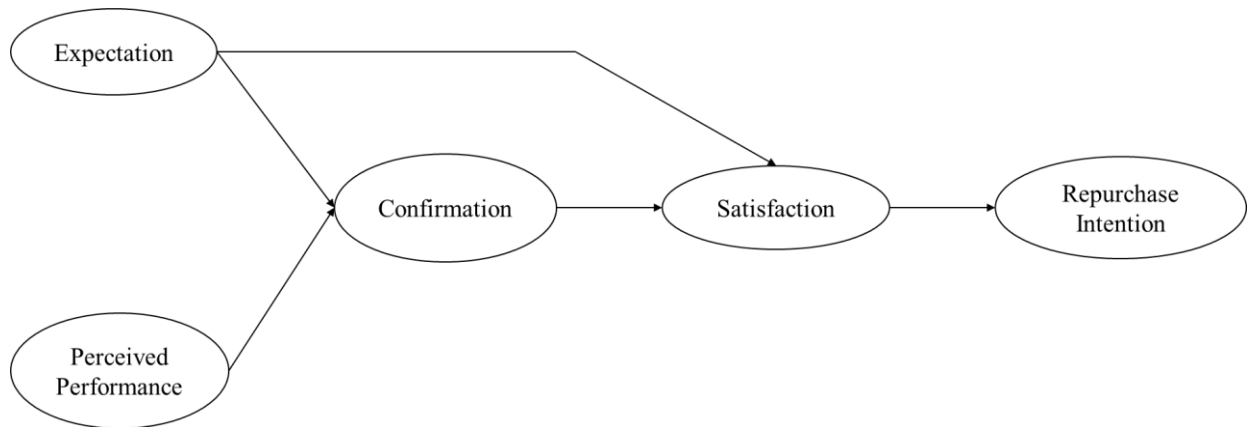 Expectation
Confirmation
Satisfaction
Repurchase
Intention
Perceived
Performance